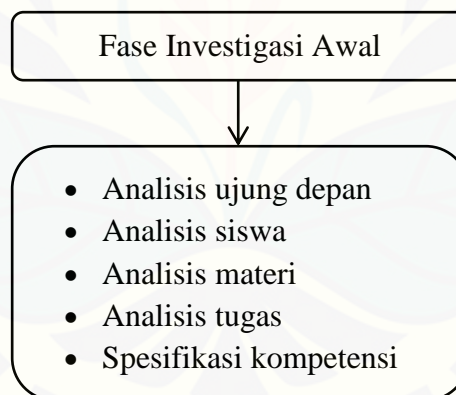 Fase Investigasi Awal
• Analisis ujung depan
• Analisis siswa
• Analisis materi
• Analisis tugas
• Spesifikasi kompetensi